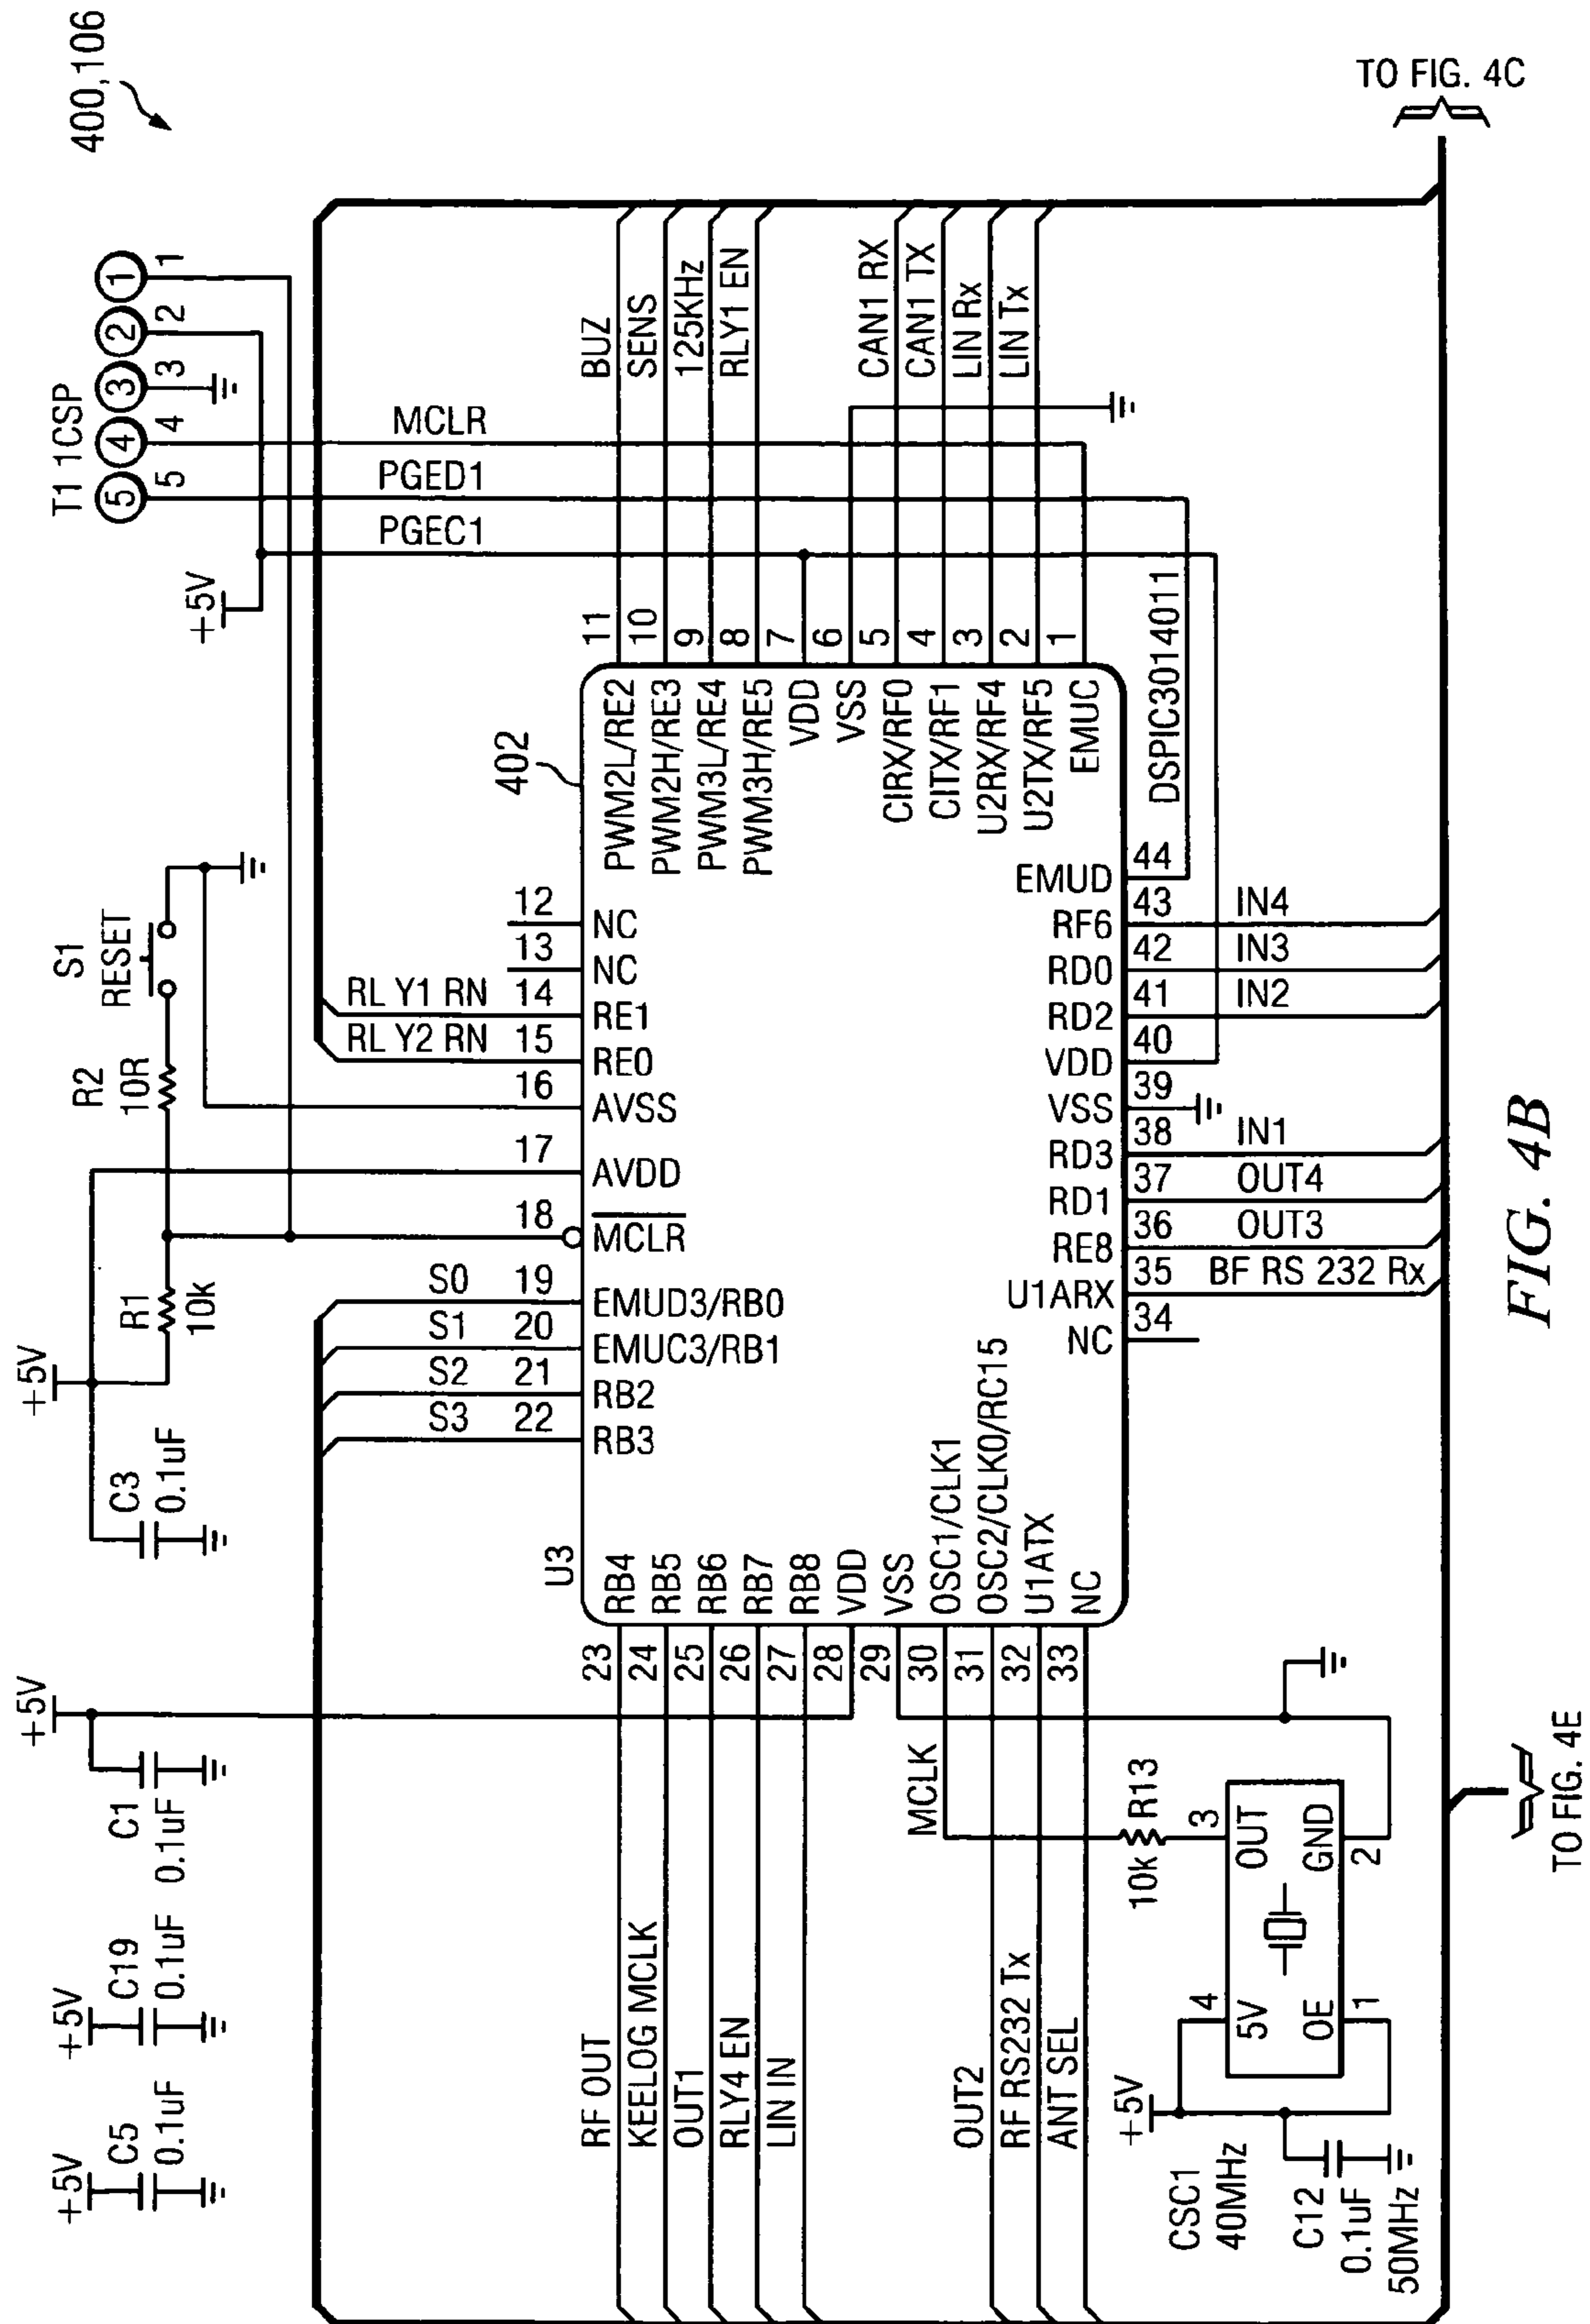 400,106
TO FIG. 4C
T1 1CSP
5 4 3 2 1
5 4 3 2 1
+5V
MCLR
PGED1
PGEC1
BUZ
SENS
125KHz
RLY1 EN
CAN1 RX
CAN1 TX
LIN Rx
LIN Tx
11
10
9
8
7
6
5
4
3
2
1
402
PWM2L/RE2
PWM2H/RE3
PWM3L/RE4
PWM3H/RE5
VDD
VSS
CIRX/RF0
CITX/RF1
U2RX/RF4
U2TX/RF5
EMUC
DSPIC3014011
S1
RESET
R2
10R
R1
10k
+5V
C3
0.1uF
12 NC
13 NC
RL Y1 RN 14 RE1
RL Y2 RN 15 RE0
16 AVSS
17 AVDD
18 MCLR
S0 19 EMUD3/RB0
S1 20 EMUC3/RB1
S2 21 RB2
S3 22 RB3
EMUD 44
RF6 43 IN4
RD0 42 IN3
RD2 41 IN2
VDD 40
VSS 39
RD3 38 IN1
RD1 37 OUT4
RE8 36 OUT3
U1ARX 35 BF RS 232 Rx
NC 34
U3
RB4
RB5
RB6
RB7
RB8
VDD
VSS
OSC1/CLK1
OSC2/CLK0/RC15
U1ATX
NC
23
24
25
26
27
28
29
30
31
32
33
+5V
C1
0.1uF
+5V
C19
0.1uF
+5V
C5
0.1uF
RF OUT
KEELOG MCLK
OUT1
RLY4 EN
LIN IN
MCLK
OUT2
RF RS232 Tx
ANT SEL
10k R13
3
OUT
GND
2
4
5V
OE
1
+5V
CSC1
40MHz
C12
0.1uF
50MHz
TO FIG. 4E
FIG. 4B